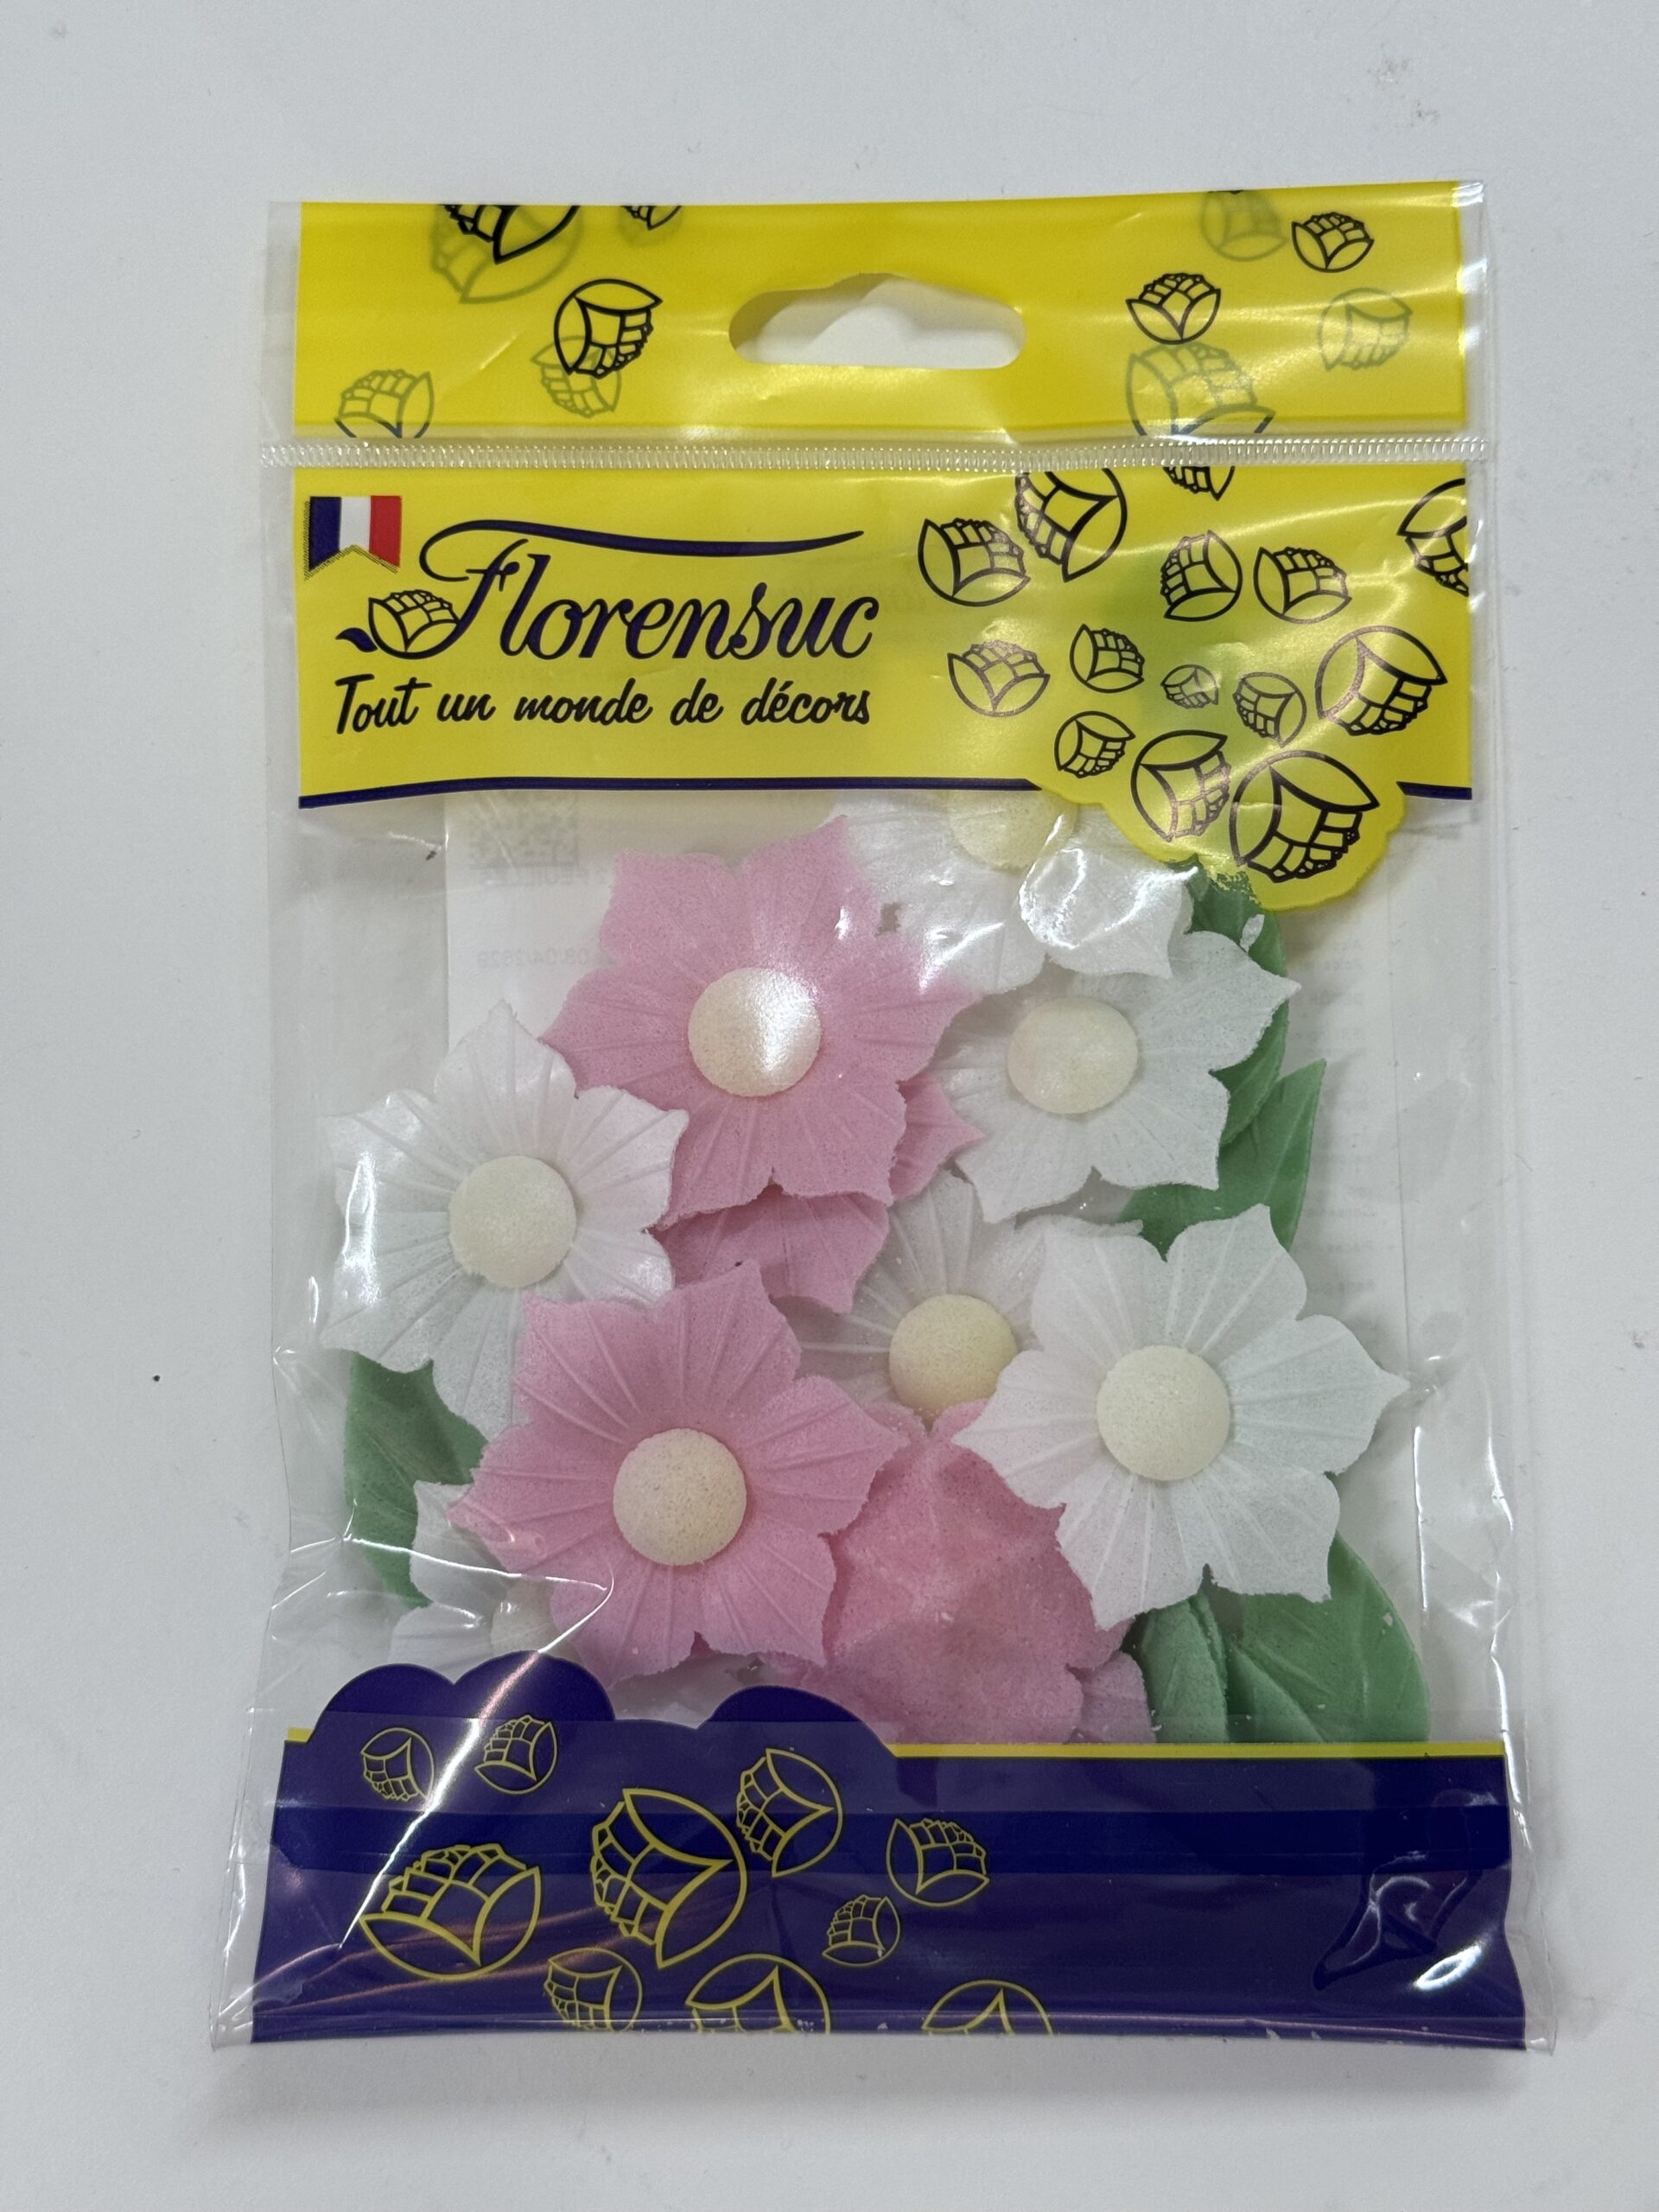 Florensuc
Tout un monde de décors